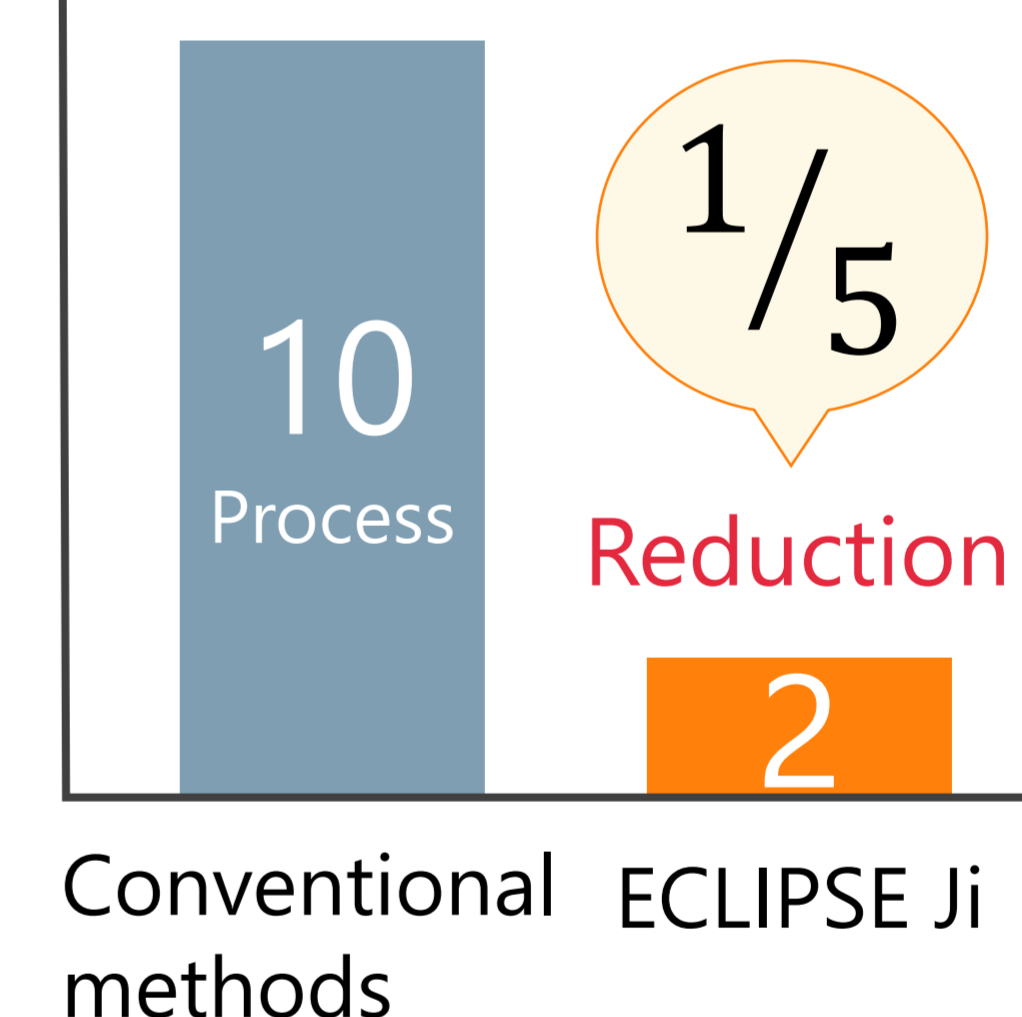 10
Process
1/5
Reduction
2
Conventional
methods
ECLIPSE Ji